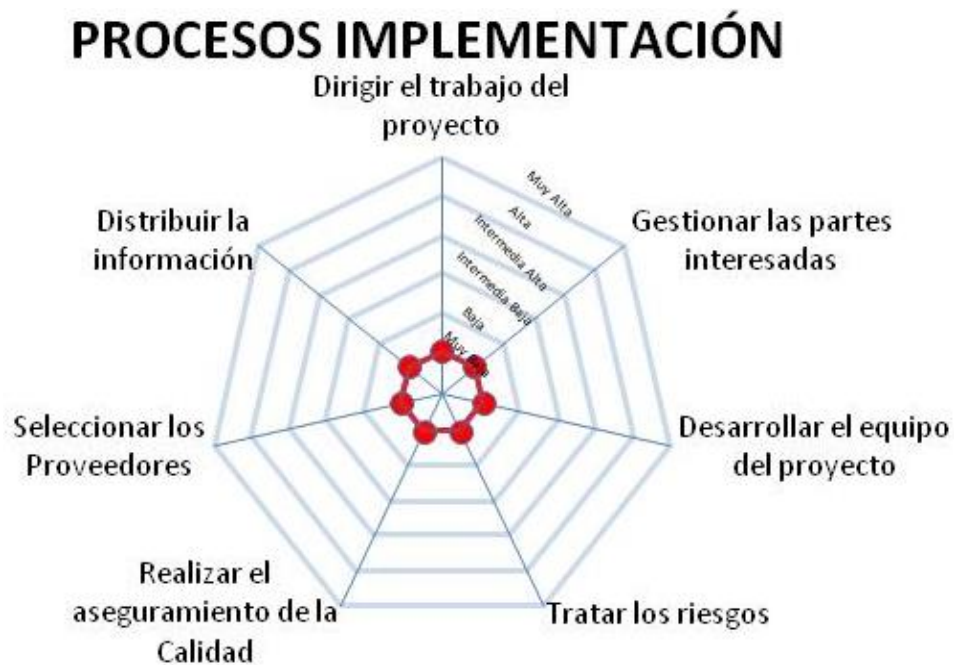 PROCESOS IMPLEMENTACIÓN
Dirigir el trabajo del
proyecto
Muy Alta
Alta
Intermedia Alta
Intermedia Baja
Baja
Muy Baja
Gestionar las partes
interesadas
Desarrollar el equipo
del proyecto
Tratar los riesgos
Realizar el
aseguramiento de la
Calidad
Seleccionar los
Proveedores
Distribuir la
información